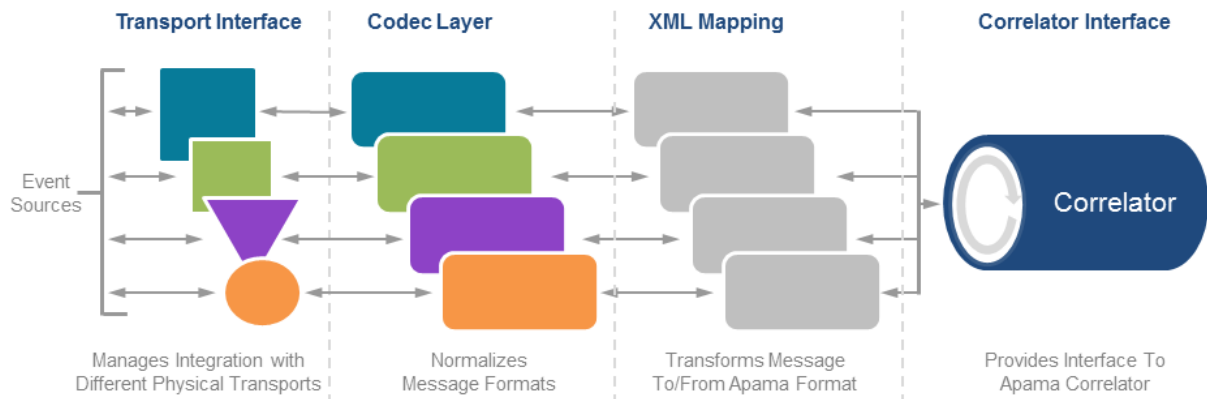 Transport Interface
Codec Layer
XML Mapping
Correlator Interface
Event
Sources
Correlator
Manages Integration with
Different Physical Transports
Normalizes
Message Formats
Transforms Message
To/From Apama Format
Provides Interface To
Apama Correlator